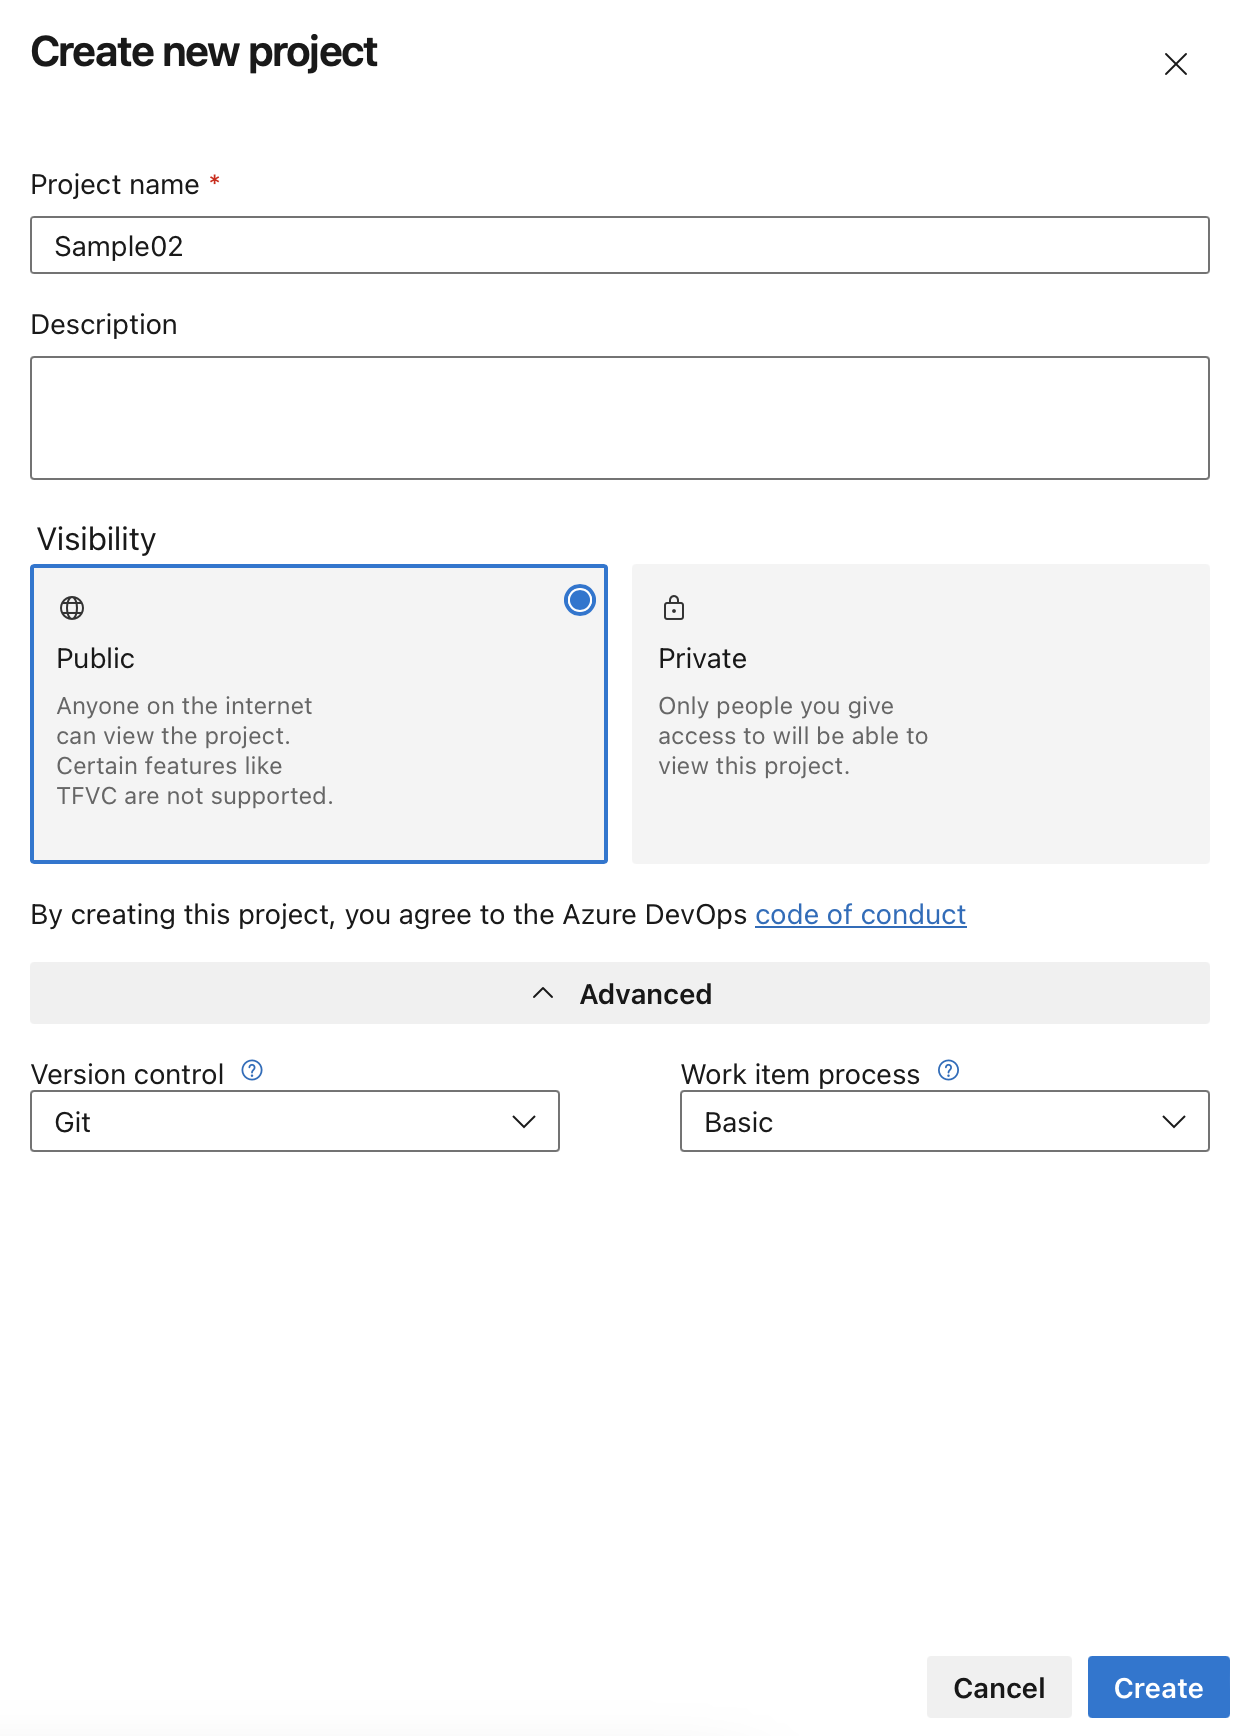 Create new project
Project name *
Sample02
Description
Visibility
Public
Anyone on the internet
can view the project.
Certain features like
TFVC are not supported.
Private
Only people you give
access to will be able to
view this project.
By creating this project, you agree to the Azure DevOps code of conduct
Advanced
Version control ?
Git
Work item process ?
Basic
Cancel
Create